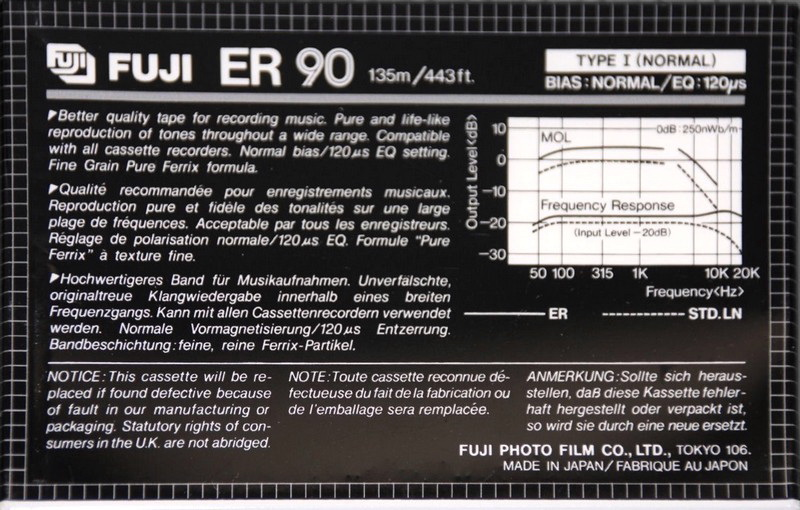 FUJI FUJI ER 90 135m/443ft.
TYPE I (NORMAL)
BIAS : NORMAL/EQ : 120µs
▶Better quality tape for recording music. Pure and life-like
reproduction of tones throughout a wide range. Compatible
with all cassette recorders. Normal bias/120µs EQ setting.
Fine Grain Pure Ferrix formula.
▶Qualité recommandée pour enregistrements musicaux.
Reproduction pure et fidèle des tonalités sur une large
plage de fréquences. Acceptable par tous les enregistreurs.
Réglage de polarisation normale/120µs EQ. Formule "Pure
Ferrix" à texture fine.
▶Hochwertigeres Band für Musikaufnahmen. Unverfälschte,
originaltreue Klangwiedergabe innerhalb eines breiten
Frequenzgangs. Kann mit allen Cassettenrecordern verwendet
werden. Normale Vormagnetisierung/120µs Entzerrung.
Bandbeschichtung: feine, reine Ferrix-Partikel.
Output Level<dB>
10
0
−10
−20
−30
MOL
0dB : 250nWb/m
Frequency Response
(Input Level −20dB)
50 100 315 1K 10K 20K
Frequency<Hz>
ER STD.LN
NOTICE: This cassette will be re-
placed if found defective because
of fault in our manufacturing or
packaging. Statutory rights of con-
sumers in the U.K. are not abridged.
NOTE: Toute cassette reconnue dé-
fectueuse du fait de la fabrication ou
de l'emballage sera remplacée.
ANMERKUNG: Sollte sich heraus-
stellen, daß diese Kassette fehler-
haft hergestellt oder verpackt ist,
so wird sie durch eine neue ersetzt.
FUJI PHOTO FILM CO., LTD., TOKYO 106.
MADE IN JAPAN/FABRIQUE AU JAPON